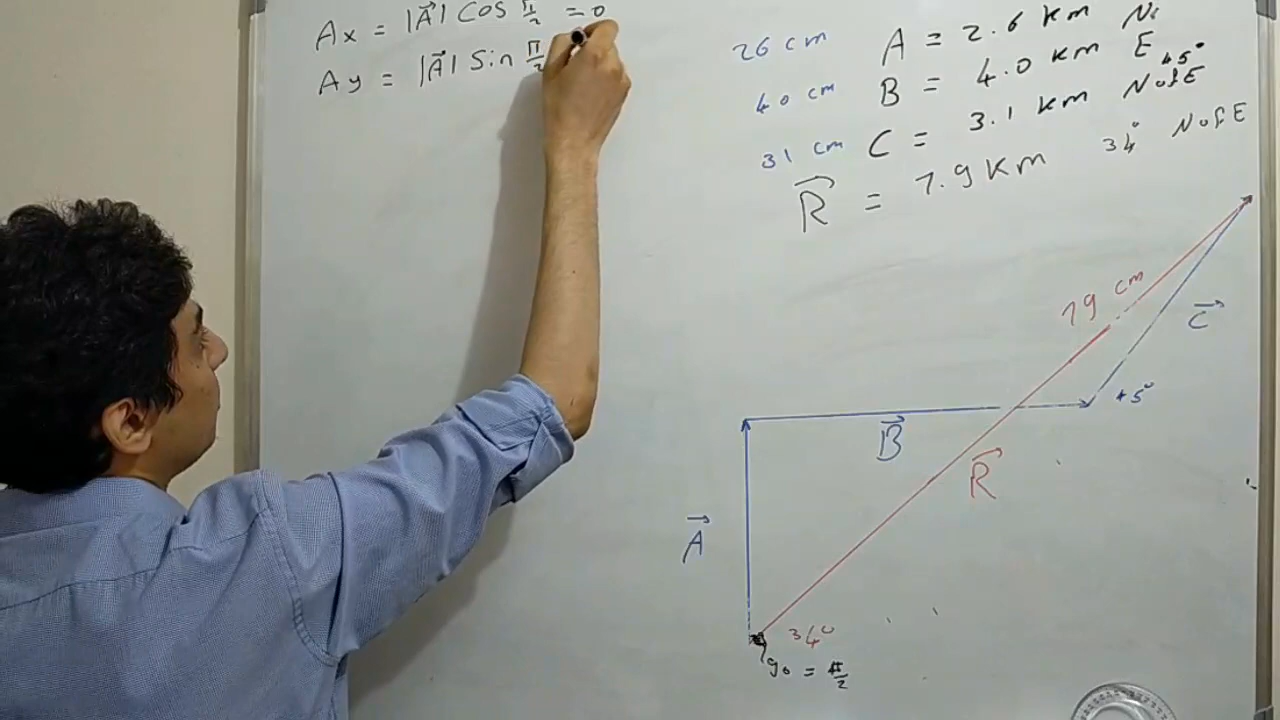 Ax = |A| Cos π/2 = 0
Ay = |A| Sin π/2
26 cm A = 2.6 Km N
40 cm B = 4.0 Km E
31 cm C = 3.1 Km 45° N of E
R = 7.9 Km 34° N of E
79 cm
C
45°
B
R
A
34°
90 = π/2